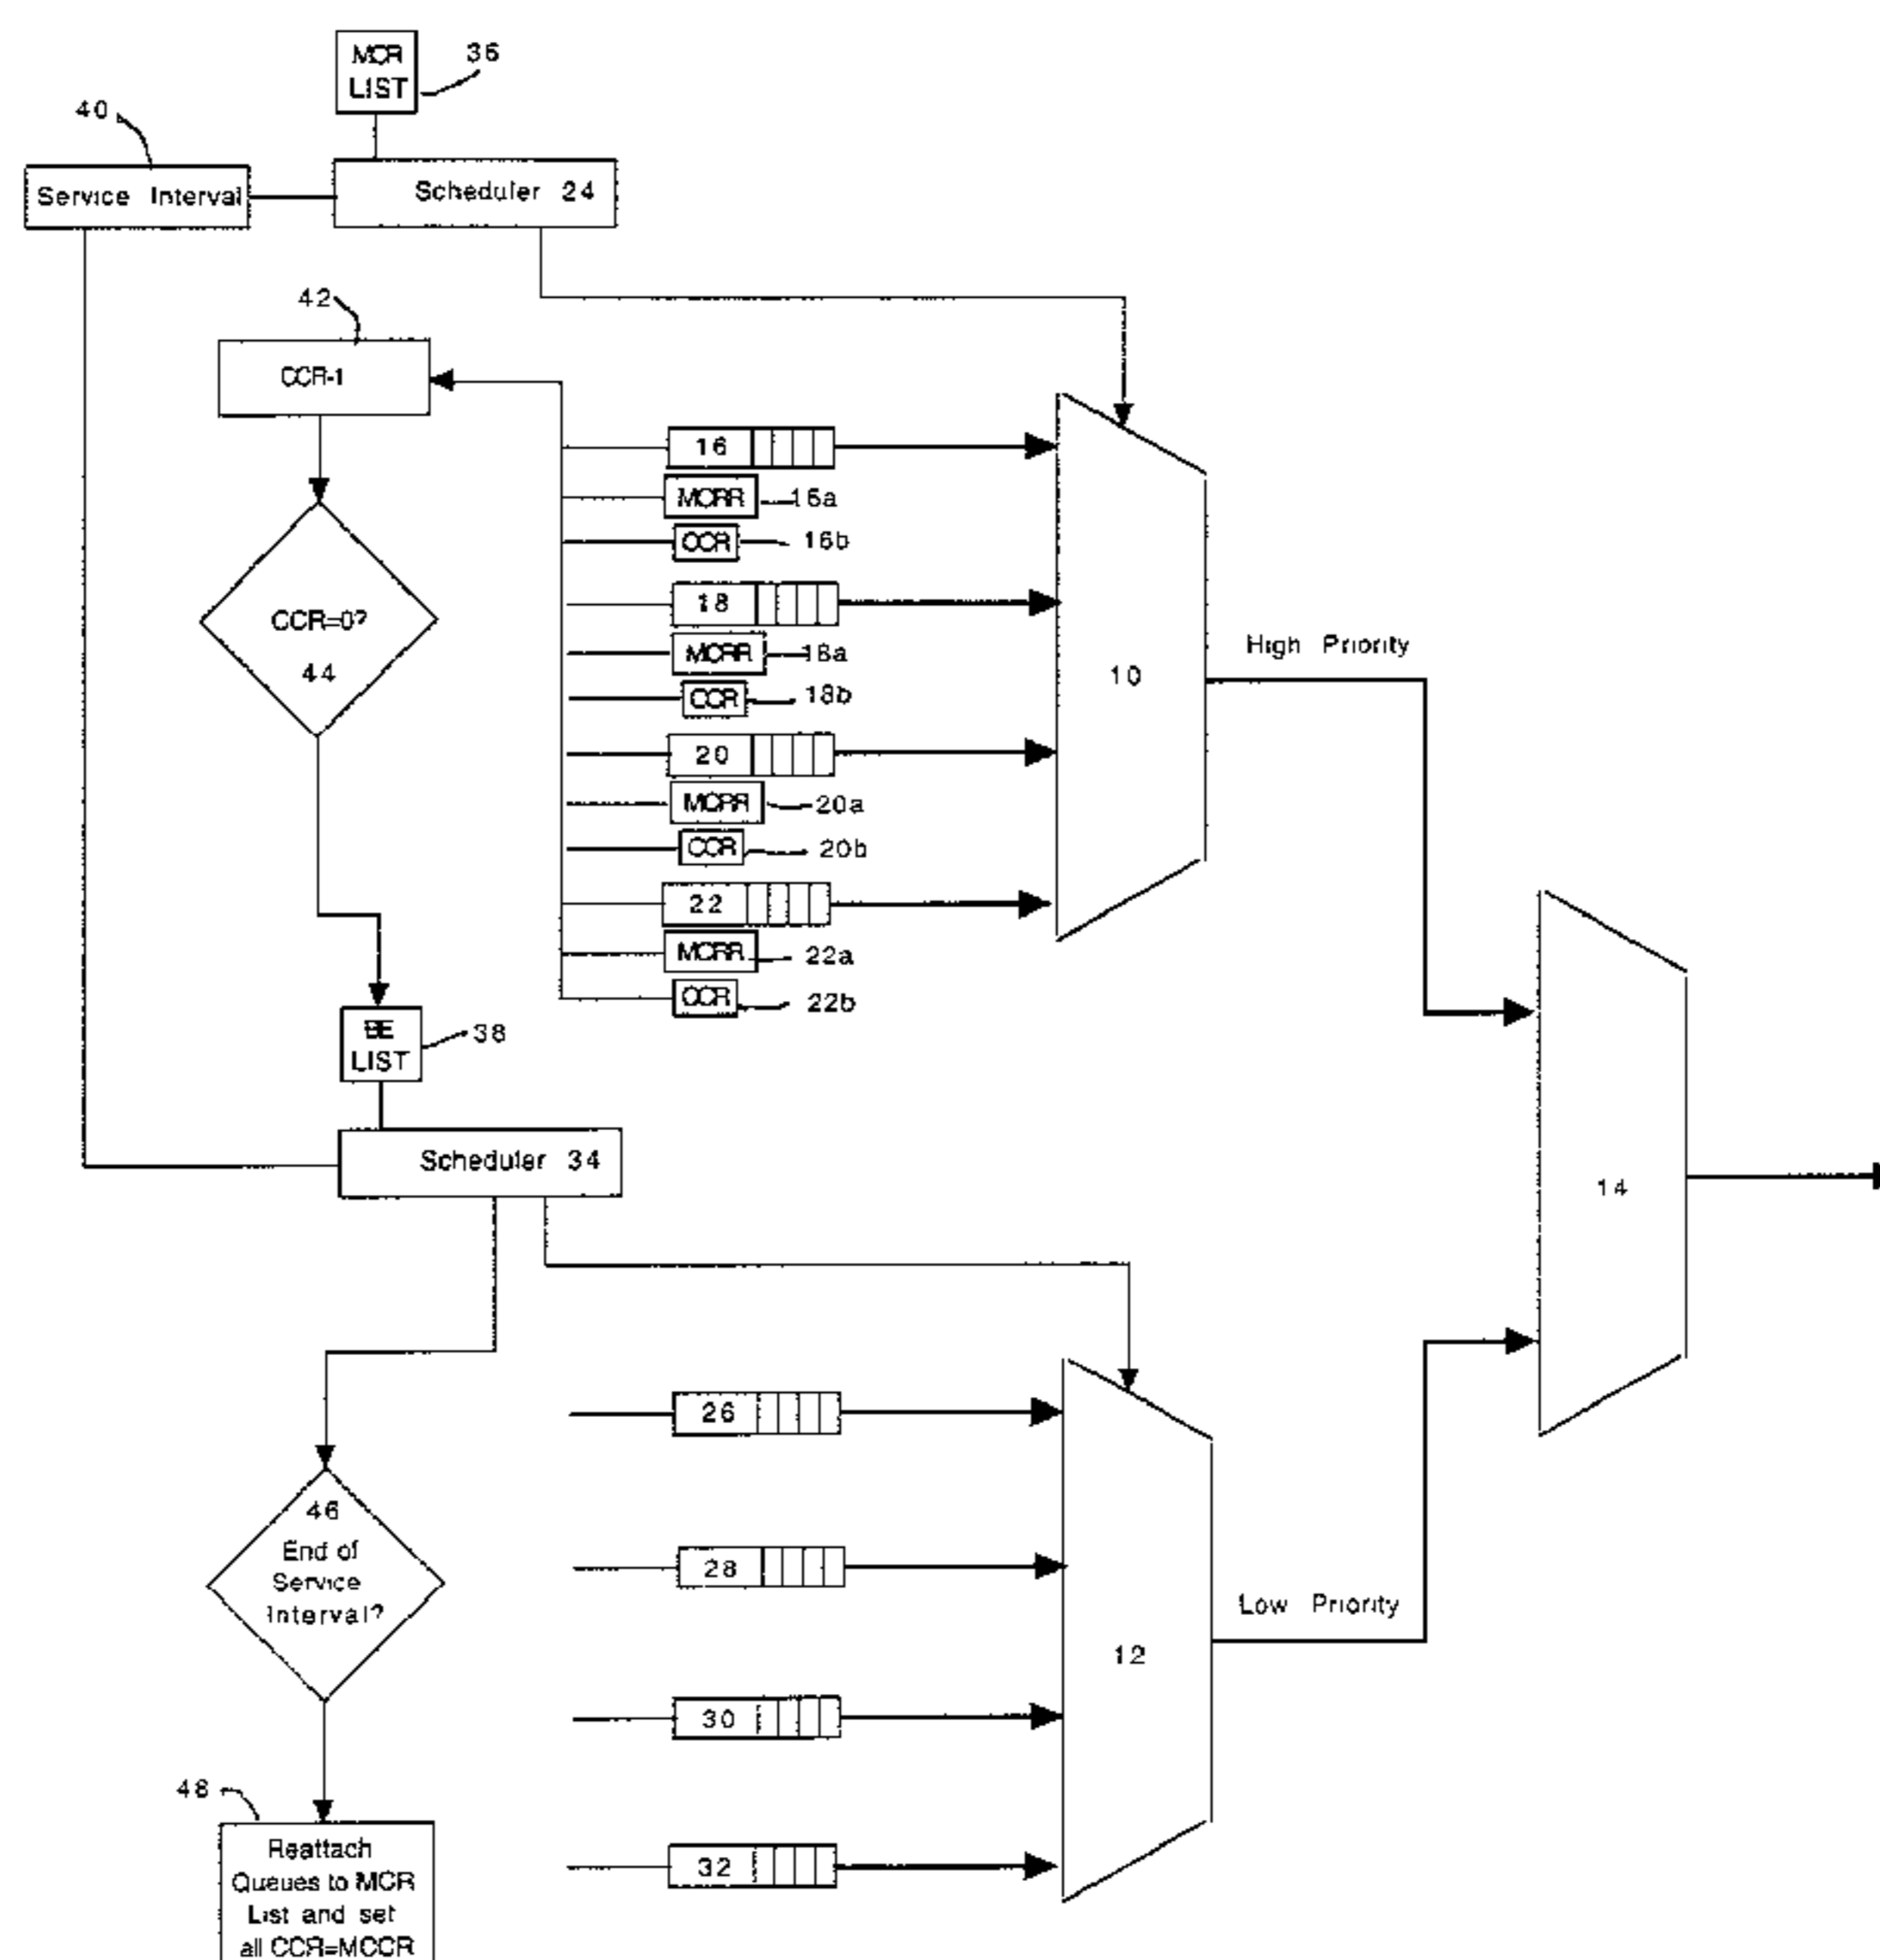 MCR
LIST
36
40
Service Interval
Scheduler 24
42
CCR-1
16
MCRR
16a
CCR
16b
CCR=0?
44
18
MCRR
18a
CCR
18b
High Priority
10
20
MCRR
20a
CCR
20b
22
MCRR
22a
CCR
22b
BE
LIST
38
Scheduler 34
14
26
46
End of
Service
Interval?
28
Low Priority
12
30
48
Reattach
Queues to MCR
List and set
all CCR=MCCR
32